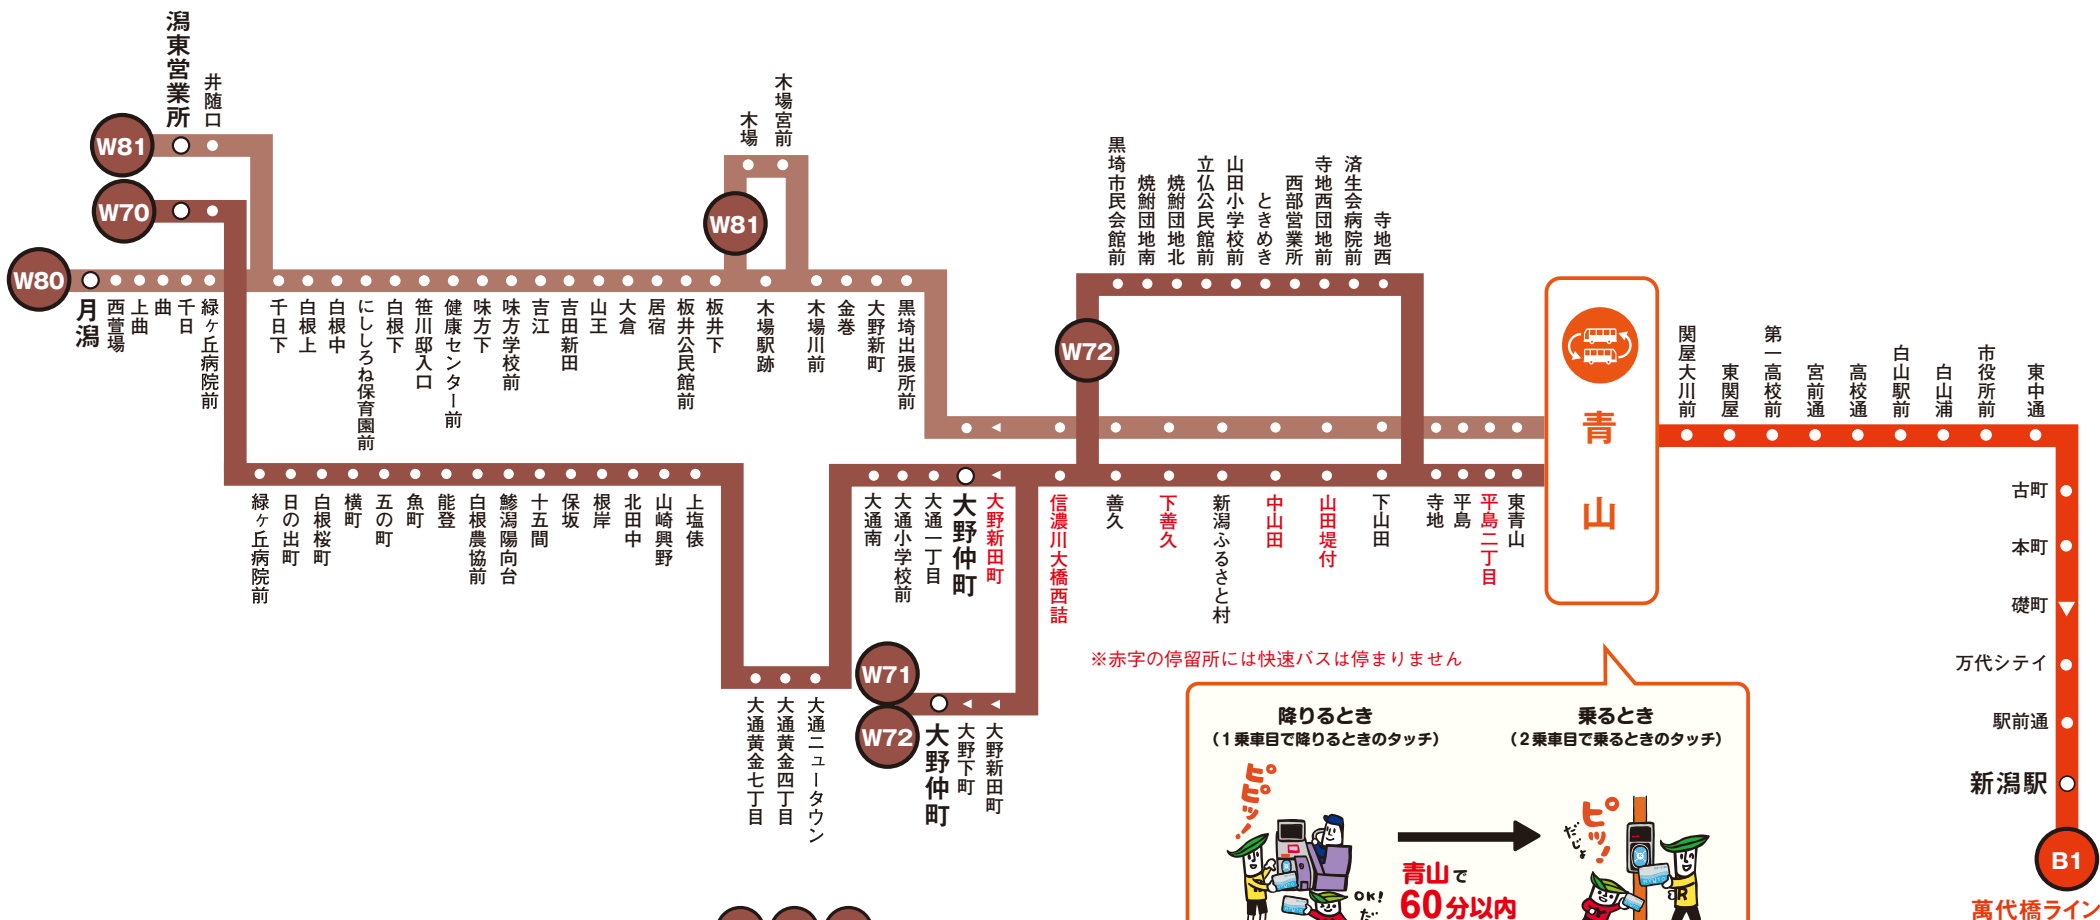 潟東営業所
井随口
W81
W70
W80
月潟
西萱場
上曲
曲
千日
緑ヶ丘病院前
千日下
白根上
白根中
にししろね保育園前
白根下
笹川邸入口
健康センター前
味方下
味方学校前
吉江
吉田新田
山王
大倉
居宿
板井公民館前
板井下
木場
木場宮前
W81
木場駅跡
木場川前
金巻
大野新町
黒埼出張所前
緑ヶ丘病院前
日の出町
白根桜町
横町
五の町
魚町
能登
白根農協前
鯵潟陽向台
十五間
保坂
根岸
北田中
山崎興野
上塩俵
大通黄金七丁目
大通黄金四丁目
大通ニュータウン
大通南
大通小学校前
大通一丁目
大野仲町
大野新田町
W71
W72
大野仲町
大野下町
大野新田町
W72
黒埼市民会館前
焼鮒団地南
焼鮒団地北
立仏公民館前
山田小学校前
ときめき
西部営業所
寺地西団地前
済生会病院前
寺地西
信濃川大橋西詰
善久
下善久
新潟ふるさと村
中山田
山田堤付
下山田
寺地
平島
平島二丁目
東青山
青山
関屋大川前
東関屋
第一高校前
宮前通
高校通
白山駅前
白山浦
市役所前
東中通
古町
本町
礎町
万代シテイ
駅前通
新潟駅
B1
萬代橋ライン
※赤字の停留所には快速バスは停まりません
降りるとき
（1乗車目で降りるときのタッチ）
乗るとき
（2乗車目で乗るときのタッチ）
ピピッ！
ピッ！
だじょ
OK!
だ
青山で
60分以内